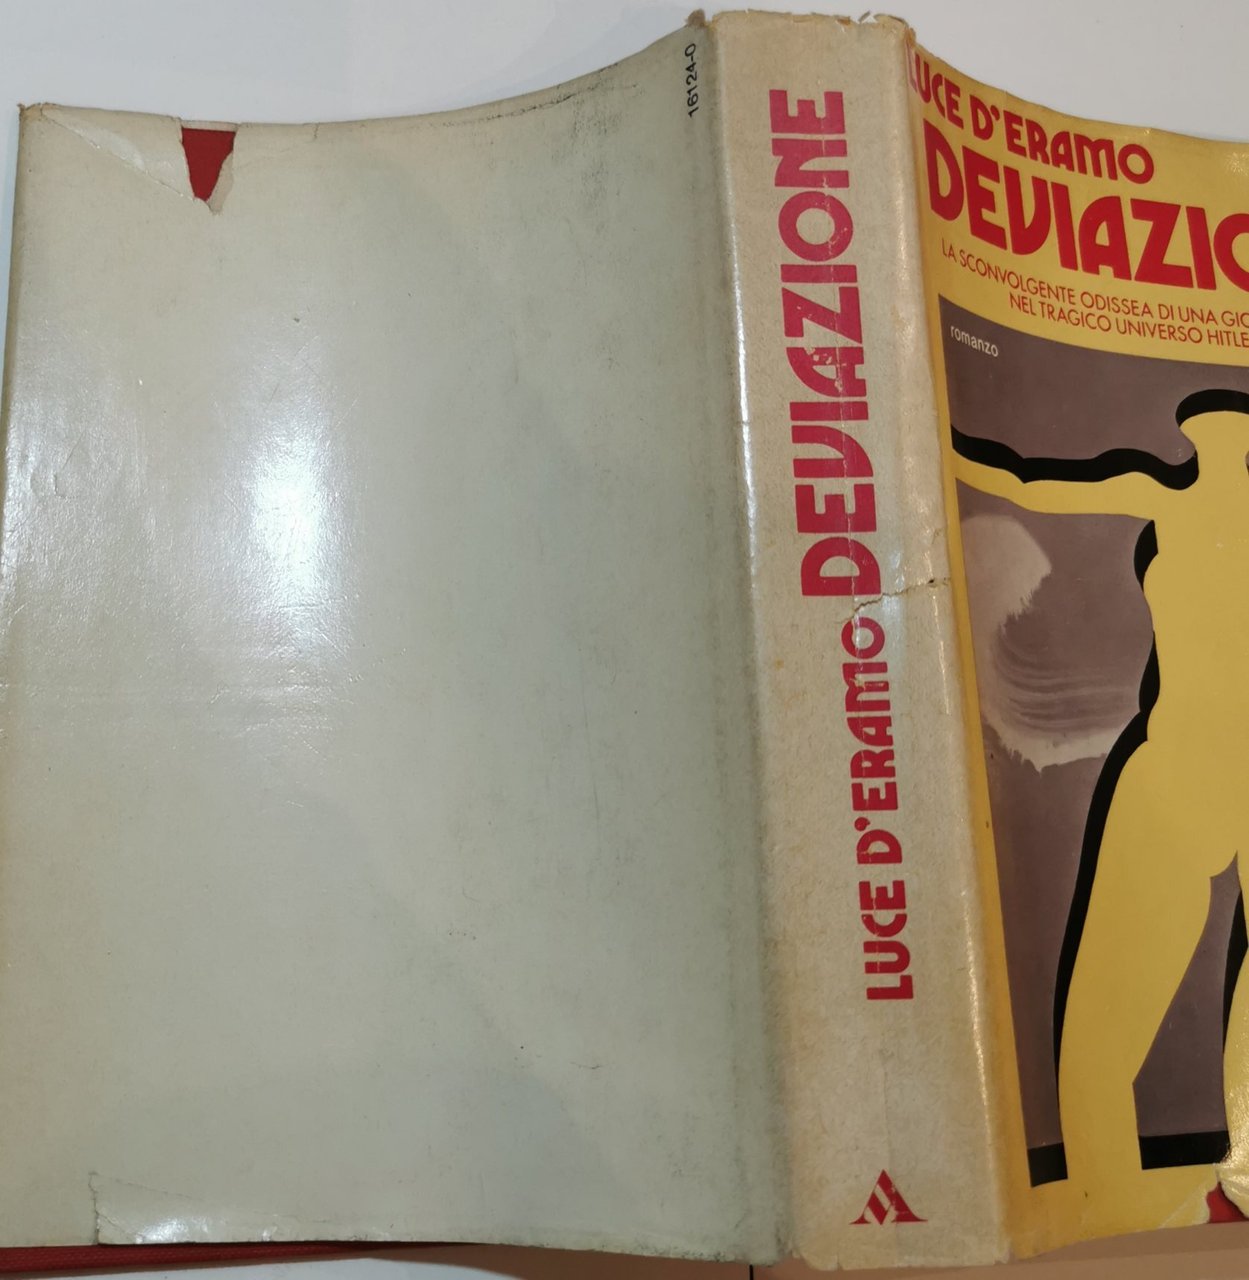 16124-0
LUCE D'ERAMO DEVIAZIONE
LUCE D'ERAMO
DEVIAZIO
LA SCONVOLGENTE ODISSEA DI UNA GIO
NEL TRAGICO UNIVERSO HITLE
romanzo